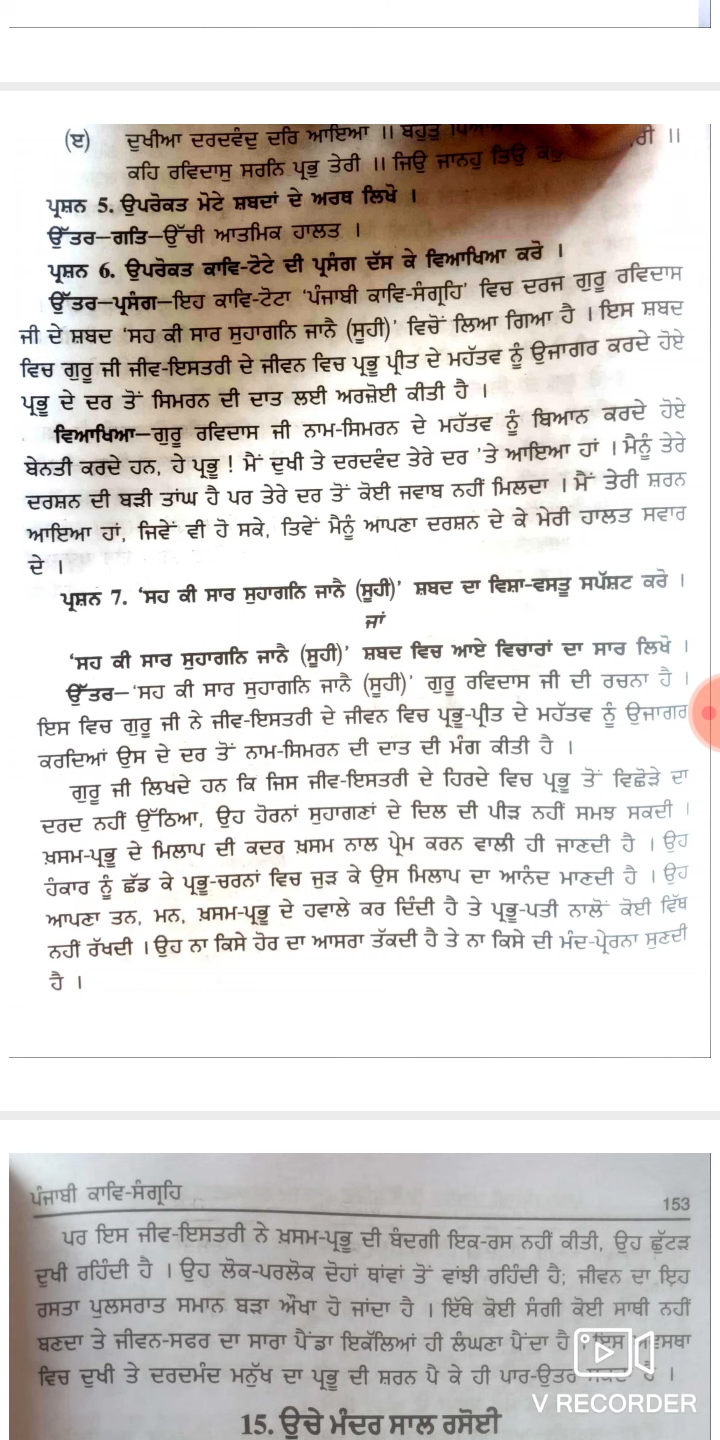 (ੲ) ਦੁਖੀਆ ਦਰਦਵੰਦੁ ਦਰਿ ਆਇਆ ॥ ਬਹੁਤੁ
ਕਹਿ ਰਵਿਦਾਸੁ ਸਰਨਿ ਪ੍ਰਭੁ ਤੇਰੀ ॥ ਜਿਉ ਜਾਨਹੁ ਤਿਉ
ਪ੍ਰਸ਼ਨ 5. ਉਪਰੋਕਤ ਮੋਟੇ ਸ਼ਬਦਾਂ ਦੇ ਅਰਥ ਲਿਖੋ ।
ਉੱਤਰ—ਗਤਿ—ਉੱਚੀ ਆਤਮਿਕ ਹਾਲਤ ।
ਪ੍ਰਸ਼ਨ 6. ਉਪਰੋਕਤ ਕਾਵਿ-ਟੋਟੇ ਦੀ ਪ੍ਰਸੰਗ ਦੱਸ ਕੇ ਵਿਆਖਿਆ ਕਰੋ ।
ਉੱਤਰ—ਪ੍ਰਸੰਗ—ਇਹ ਕਾਵਿ-ਟੋਟਾ 'ਪੰਜਾਬੀ ਕਾਵਿ-ਸੰਗ੍ਰਹਿ' ਵਿਚ ਦਰਜ ਗੁਰੂ ਰਵਿਦਾਸ
ਜੀ ਦੇ ਸ਼ਬਦ 'ਸਹ ਕੀ ਸਾਰ ਸੁਹਾਗਨਿ ਜਾਨੈ (ਸੂਹੀ)' ਵਿਚੋਂ ਲਿਆ ਗਿਆ ਹੈ । ਇਸ ਸ਼ਬਦ
ਵਿਚ ਗੁਰੂ ਜੀ ਜੀਵ-ਇਸਤਰੀ ਦੇ ਜੀਵਨ ਵਿਚ ਪ੍ਰਭੂ ਪ੍ਰੀਤ ਦੇ ਮਹੱਤਵ ਨੂੰ ਉਜਾਗਰ ਕਰਦੇ ਹੋਏ
ਪ੍ਰਭੂ ਦੇ ਦਰ ਤੋਂ ਸਿਮਰਨ ਦੀ ਦਾਤ ਲਈ ਅਰਜ਼ੋਈ ਕੀਤੀ ਹੈ ।
ਵਿਆਖਿਆ—ਗੁਰੂ ਰਵਿਦਾਸ ਜੀ ਨਾਮ-ਸਿਮਰਨ ਦੇ ਮਹੱਤਵ ਨੂੰ ਬਿਆਨ ਕਰਦੇ ਹੋਏ
ਬੇਨਤੀ ਕਰਦੇ ਹਨ, ਹੇ ਪ੍ਰਭੂ ! ਮੈਂ ਦੁਖੀ ਤੇ ਦਰਦਵੰਦ ਤੇਰੇ ਦਰ 'ਤੇ ਆਇਆ ਹਾਂ । ਮੈਨੂੰ ਤੇਰੇ
ਦਰਸ਼ਨ ਦੀ ਬੜੀ ਤਾਂਘ ਹੈ ਪਰ ਤੇਰੇ ਦਰ ਤੋਂ ਕੋਈ ਜਵਾਬ ਨਹੀਂ ਮਿਲਦਾ । ਮੈਂ ਤੇਰੀ ਸ਼ਰਨ
ਆਇਆ ਹਾਂ, ਜਿਵੇਂ ਵੀ ਹੋ ਸਕੇ, ਤਿਵੇਂ ਮੈਨੂੰ ਆਪਣਾ ਦਰਸ਼ਨ ਦੇ ਕੇ ਮੇਰੀ ਹਾਲਤ ਸਵਾਰ
ਦੇ ।
ਪ੍ਰਸ਼ਨ 7. 'ਸਹ ਕੀ ਸਾਰ ਸੁਹਾਗਨਿ ਜਾਨੈ (ਸੂਹੀ)' ਸ਼ਬਦ ਦਾ ਵਿਸ਼ਾ-ਵਸਤੂ ਸਪੱਸ਼ਟ ਕਰੋ ।
ਜਾਂ
'ਸਹ ਕੀ ਸਾਰ ਸੁਹਾਗਨਿ ਜਾਨੈ (ਸੂਹੀ)' ਸ਼ਬਦ ਵਿਚ ਆਏ ਵਿਚਾਰਾਂ ਦਾ ਸਾਰ ਲਿਖੋ ।
ਉੱਤਰ—'ਸਹ ਕੀ ਸਾਰ ਸੁਹਾਗਨਿ ਜਾਨੈ (ਸੂਹੀ)' ਗੁਰੂ ਰਵਿਦਾਸ ਜੀ ਦੀ ਰਚਨਾ ਹੈ ।
ਇਸ ਵਿਚ ਗੁਰੂ ਜੀ ਨੇ ਜੀਵ-ਇਸਤਰੀ ਦੇ ਜੀਵਨ ਵਿਚ ਪ੍ਰਭੂ-ਪ੍ਰੀਤ ਦੇ ਮਹੱਤਵ ਨੂੰ ਉਜਾਗਰ
ਕਰਦਿਆਂ ਉਸ ਦੇ ਦਰ ਤੋਂ ਨਾਮ-ਸਿਮਰਨ ਦੀ ਦਾਤ ਦੀ ਮੰਗ ਕੀਤੀ ਹੈ ।
ਗੁਰੂ ਜੀ ਲਿਖਦੇ ਹਨ ਕਿ ਜਿਸ ਜੀਵ-ਇਸਤਰੀ ਦੇ ਹਿਰਦੇ ਵਿਚ ਪ੍ਰਭੂ ਤੋਂ ਵਿਛੋੜੇ ਦਾ
ਦਰਦ ਨਹੀਂ ਉੱਠਿਆ, ਉਹ ਹੋਰਨਾਂ ਸੁਹਾਗਣਾਂ ਦੇ ਦਿਲ ਦੀ ਪੀੜ ਨਹੀਂ ਸਮਝ ਸਕਦੀ ।
ਖ਼ਸਮ-ਪ੍ਰਭੂ ਦੇ ਮਿਲਾਪ ਦੀ ਕਦਰ ਖ਼ਸਮ ਨਾਲ ਪ੍ਰੇਮ ਕਰਨ ਵਾਲੀ ਹੀ ਜਾਣਦੀ ਹੈ । ਉਹ
ਹੰਕਾਰ ਨੂੰ ਛੱਡ ਕੇ ਪ੍ਰਭੂ-ਚਰਨਾਂ ਵਿਚ ਜੁੜ ਕੇ ਉਸ ਮਿਲਾਪ ਦਾ ਆਨੰਦ ਮਾਣਦੀ ਹੈ । ਉਹ
ਆਪਣਾ ਤਨ, ਮਨ, ਖ਼ਸਮ-ਪ੍ਰਭੂ ਦੇ ਹਵਾਲੇ ਕਰ ਦਿੰਦੀ ਹੈ ਤੇ ਪ੍ਰਭੂ-ਪਤੀ ਨਾਲੋਂ ਕੋਈ ਵਿੱਥ
ਨਹੀਂ ਰੱਖਦੀ । ਉਹ ਨਾ ਕਿਸੇ ਹੋਰ ਦਾ ਆਸਰਾ ਤੱਕਦੀ ਹੈ ਤੇ ਨਾ ਕਿਸੇ ਦੀ ਮੰਦ-ਪ੍ਰੇਰਨਾ ਸੁਣਦੀ
ਹੈ ।
ਪੰਜਾਬੀ ਕਾਵਿ-ਸੰਗ੍ਰਹਿ 153
ਪਰ ਇਸ ਜੀਵ-ਇਸਤਰੀ ਨੇ ਖ਼ਸਮ-ਪ੍ਰਭੂ ਦੀ ਬੰਦਗੀ ਇਕ-ਰਸ ਨਹੀਂ ਕੀਤੀ, ਉਹ ਛੁੱਟੜ
ਦੁਖੀ ਰਹਿੰਦੀ ਹੈ । ਉਹ ਲੋਕ-ਪਰਲੋਕ ਦੋਹਾਂ ਥਾਂਵਾਂ ਤੋਂ ਵਾਂਝੀ ਰਹਿੰਦੀ ਹੈ; ਜੀਵਨ ਦਾ ਇਹ
ਰਸਤਾ ਪੁਲਸਰਾਤ ਸਮਾਨ ਬੜਾ ਔਖਾ ਹੋ ਜਾਂਦਾ ਹੈ । ਇੱਥੇ ਕੋਈ ਸੰਗੀ ਕੋਈ ਸਾਥੀ ਨਹੀਂ
ਬਣਦਾ ਤੇ ਜੀਵਨ-ਸਫਰ ਦਾ ਸਾਰਾ ਪੈਂਡਾ ਇਕੱਲਿਆਂ ਹੀ ਲੰਘਣਾ ਪੈਂਦਾ ਹੈ । ਇਸ
ਵਿਚ ਦੁਖੀ ਤੇ ਦਰਦਮੰਦ ਮਨੁੱਖ ਦਾ ਪ੍ਰਭੂ ਦੀ ਸ਼ਰਨ ਪੈ ਕੇ ਹੀ ਪਾਰ-ਉਤਰ ਹੈ ।
V RECORDER
15. ਉਚੇ ਮੰਦਰ ਸਾਲ ਰਸੋਈ